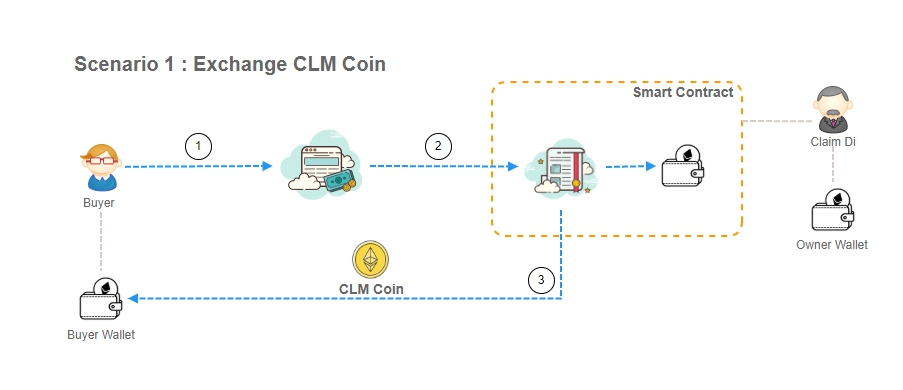 Scenario 1 : Exchange CLM Coin
Smart Contract
1
2
Claim Di
Buyer
Owner Wallet
3
CLM Coin
Buyer Wallet